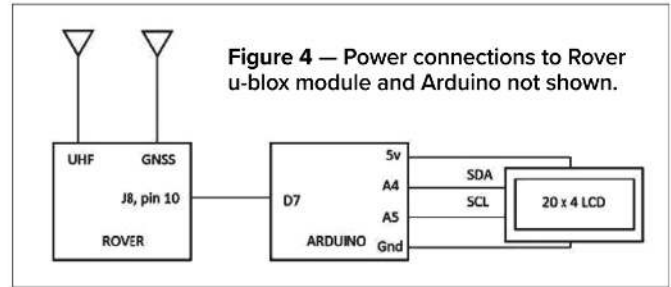 Figure 4 — Power connections to Rover
u-blox module and Arduino not shown.
UHF GNSS
J8, pin 10
ROVER
5v
A4
D7
A5
ARDUINO Gnd
SDA
SCL
20 x 4 LCD